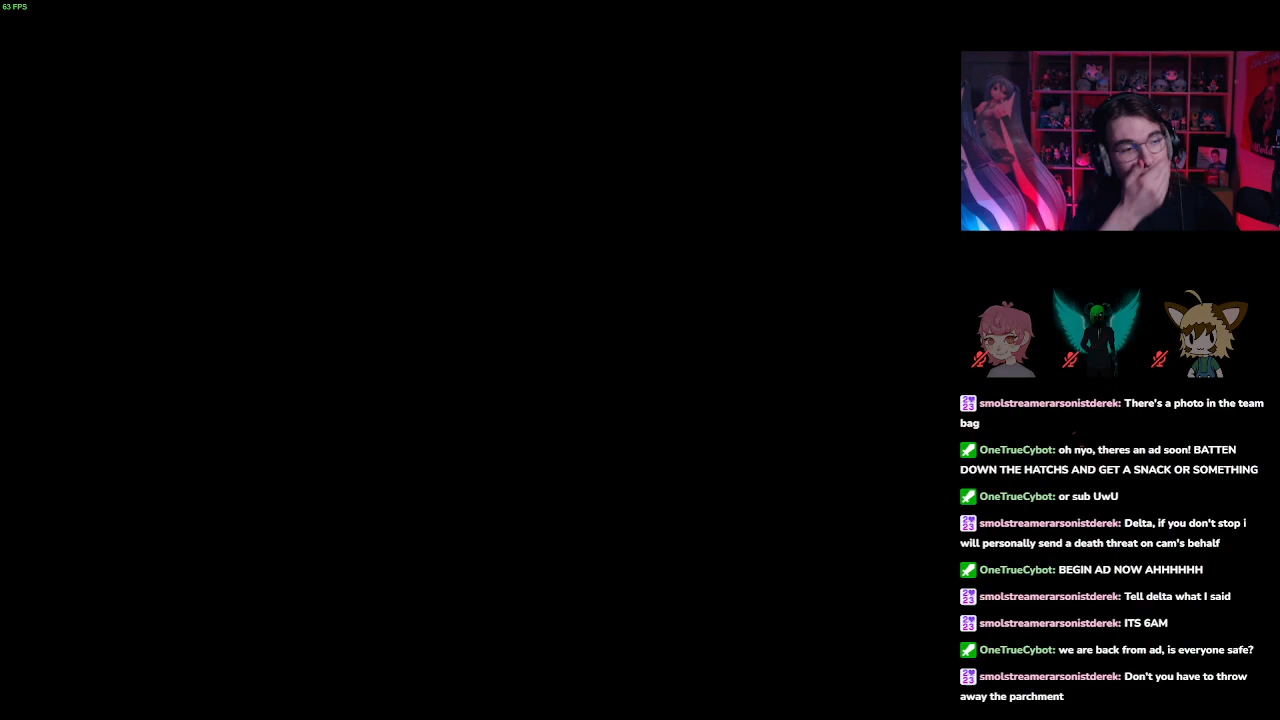 63 FPS
smolstreamerarsonistderek: There's a photo in the team
bag
OneTrueCybot: oh nyo, theres an ad soon! BATTEN
DOWN THE HATCHS AND GET A SNACK OR SOMETHING
OneTrueCybot: or sub UwU
smolstreamerarsonistderek: Delta, if you don't stop i
will personally send a death threat on cam's behalf
OneTrueCybot: BEGIN AD NOW AHHHHHH
smolstreamerarsonistderek: Tell delta what I said
smolstreamerarsonistderek: ITS 6AM
OneTrueCybot: we are back from ad, is everyone safe?
smolstreamerarsonistderek: Don't you have to throw
away the parchment